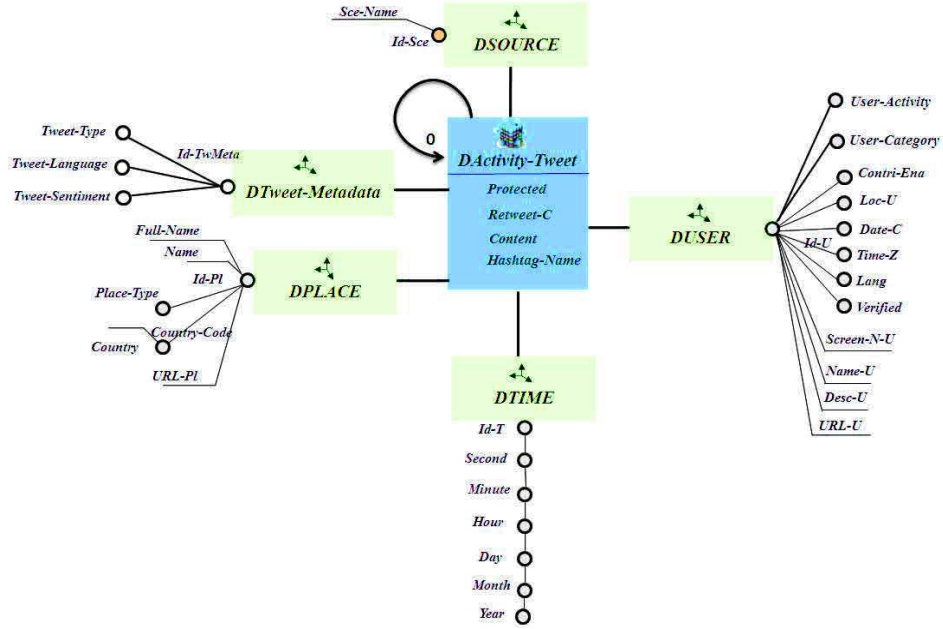 Sce-Name
Id-Sce
DSOURCE
0
DActivity-Tweet
Protected
Retweet-C
Content
Hashtag-Name
Tweet-Type
Tweet-Language
Tweet-Sentiment
Id-TwMeta
DTweet-Metadata
Full-Name
Name
Id-Pl
Place-Type
Country-Code
Country
URL-Pl
DPLACE
DUSER
Id-U
User-Activity
User-Category
Contri-Ena
Loc-U
Date-C
Time-Z
Lang
Verified
Screen-N-U
Name-U
Desc-U
URL-U
DTIME
Id-T
Second
Minute
Hour
Day
Month
Year